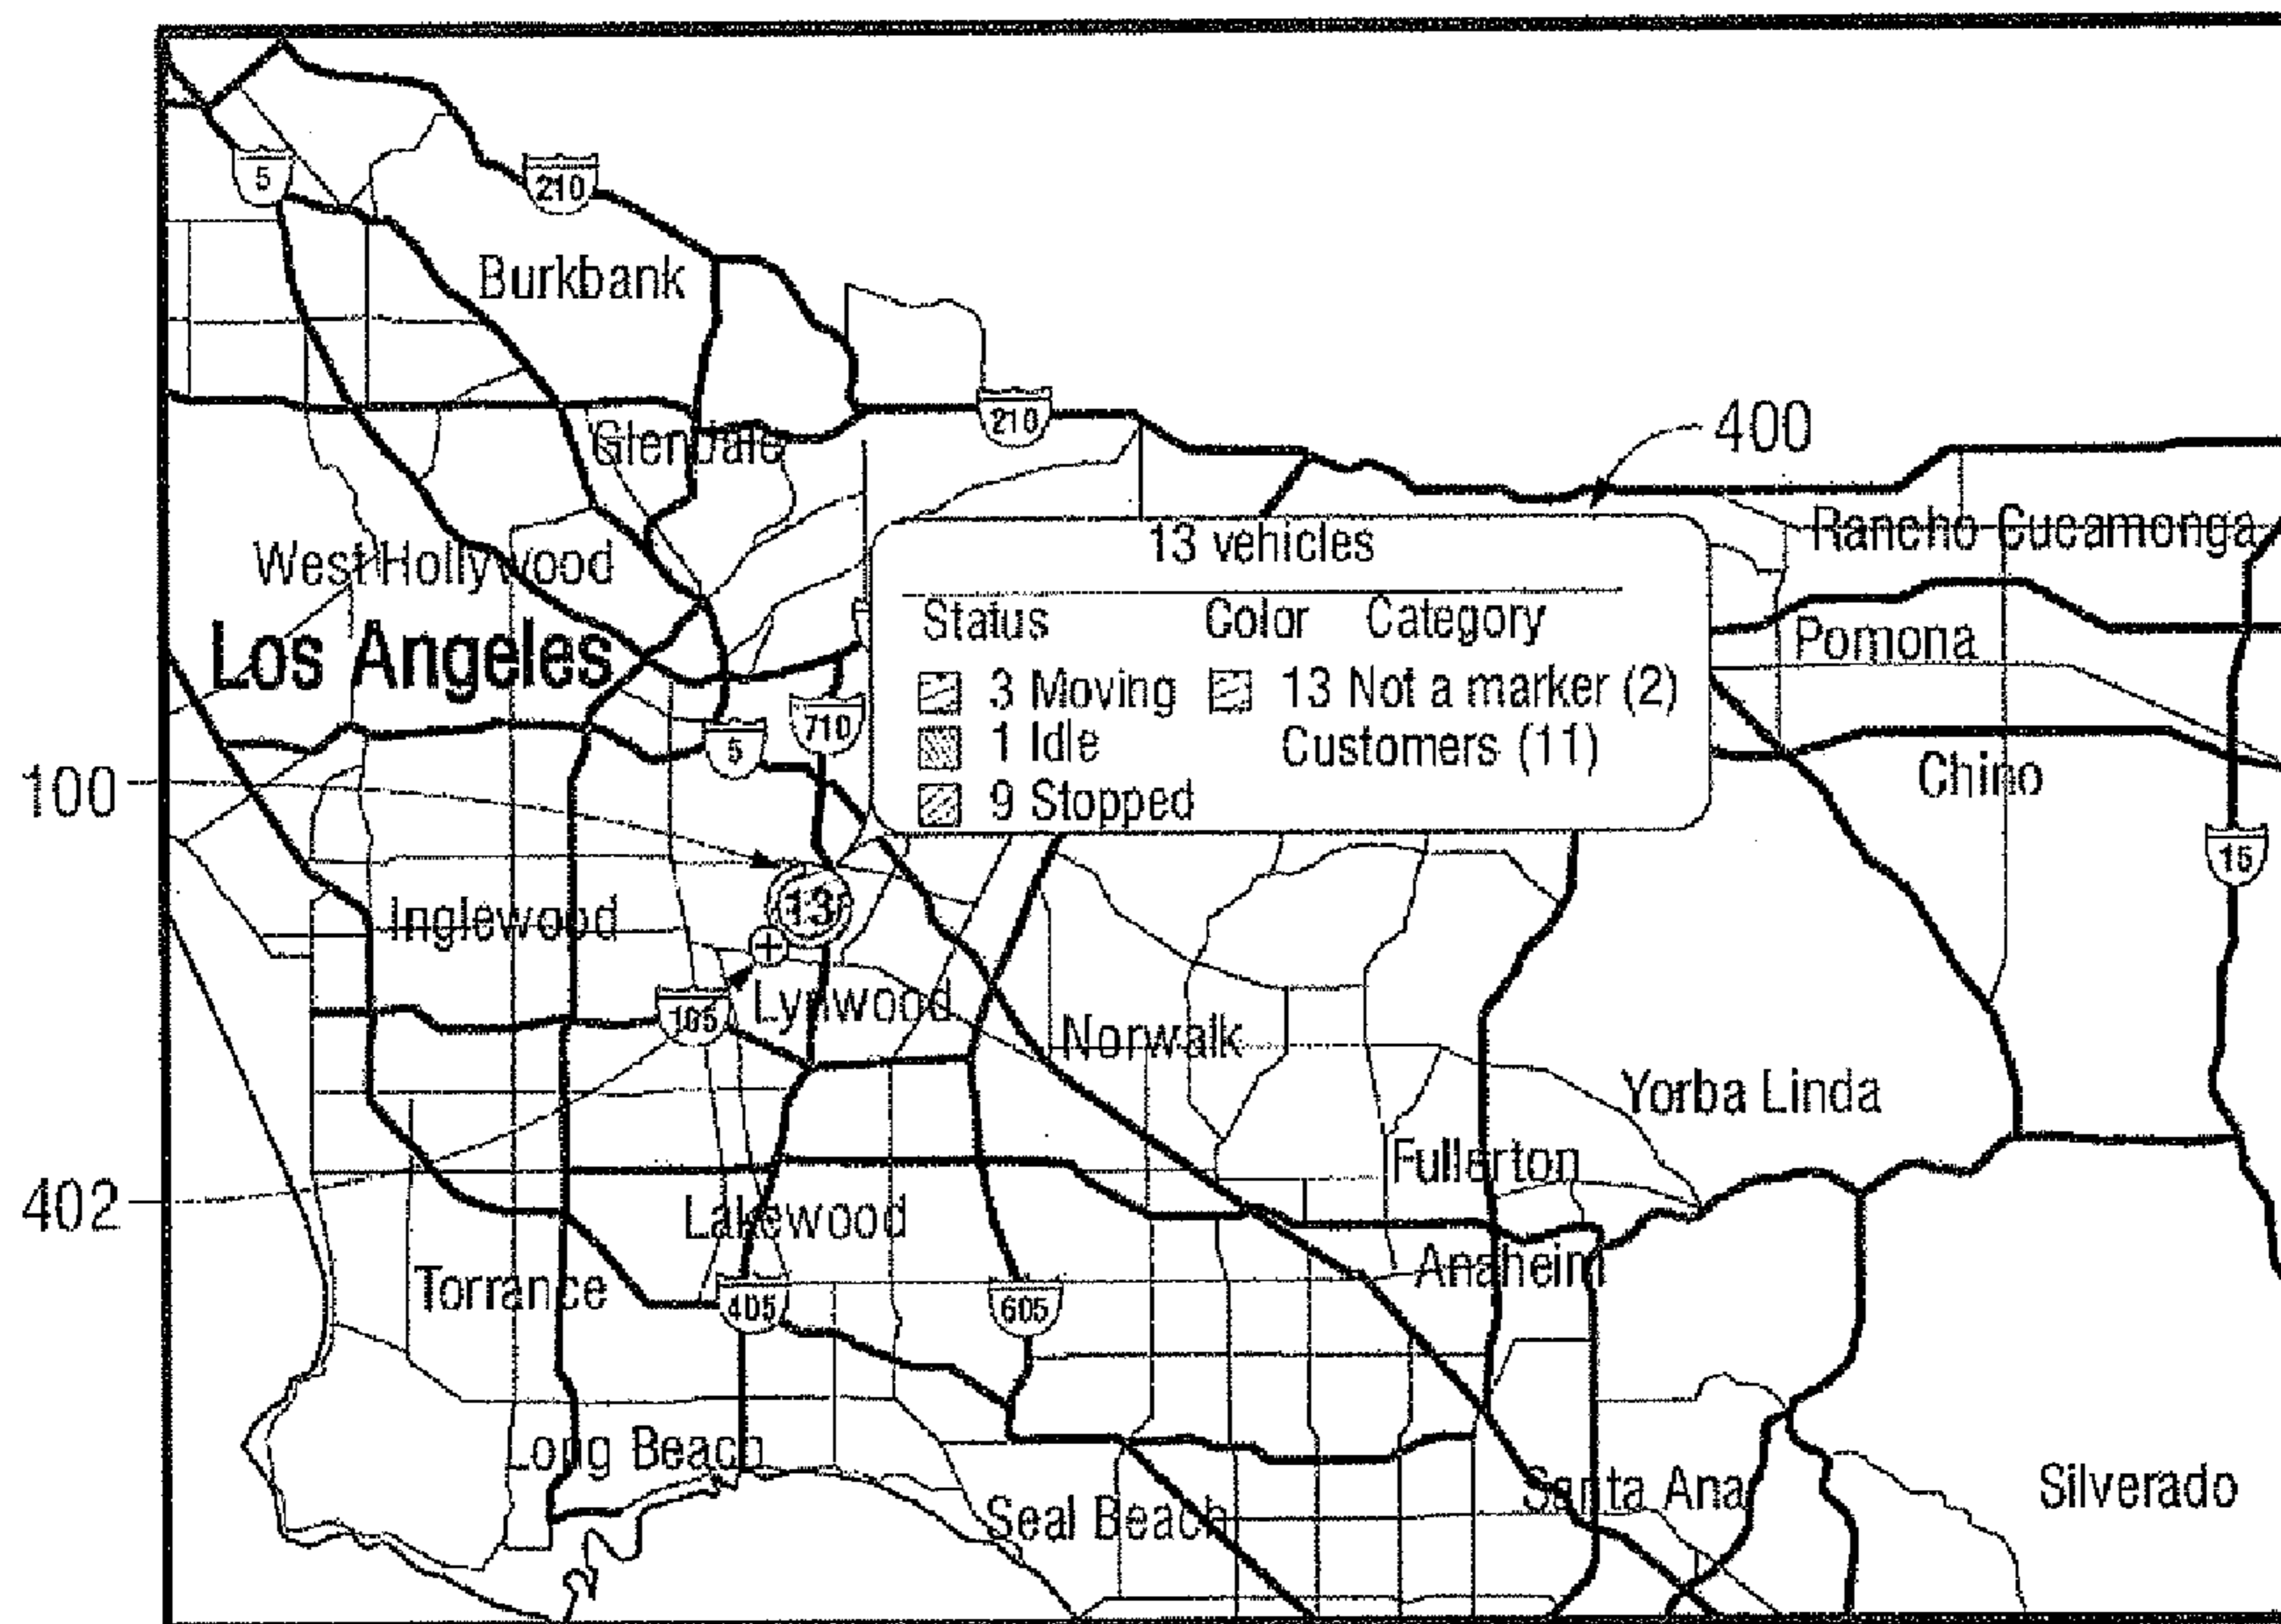 5
210
Burkbank
210
400
Glendale
13 vehicles
Rancho Cucamonga
West Hollywood
Status Color Category
Los Angeles
Pomona
3 Moving 13 Not a marker (2)
710
5
1 Idle Customers (11)
Chino
100
9 Stopped
15
13
Inglewood
+
105
Lynwood
Norwalk
Yorba Linda
Fullerton
402
Lakewood
Anaheim
Torrance
405
605
Long Beach
Santa Ana
Silverado
Seal Beach